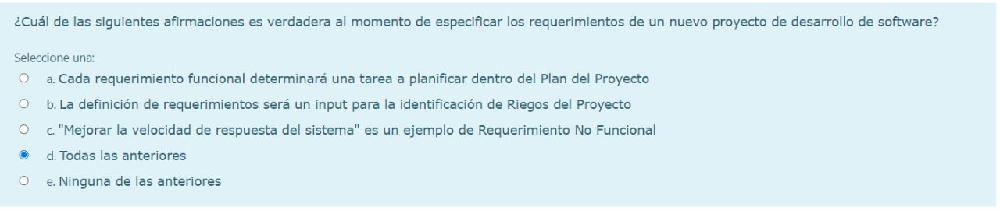 ¿Cuál de las siguientes afirmaciones es verdadera al momento de especificar los requerimientos de un nuevo proyecto de desarrollo de software?
Seleccione una:
a. Cada requerimiento funcional determinará una tarea a planificar dentro del Plan del Proyecto
b. La definición de requerimientos será un input para la identificación de Riegos del Proyecto
c. "Mejorar la velocidad de respuesta del sistema" es un ejemplo de Requerimiento No Funcional
d. Todas las anteriores
e. Ninguna de las anteriores